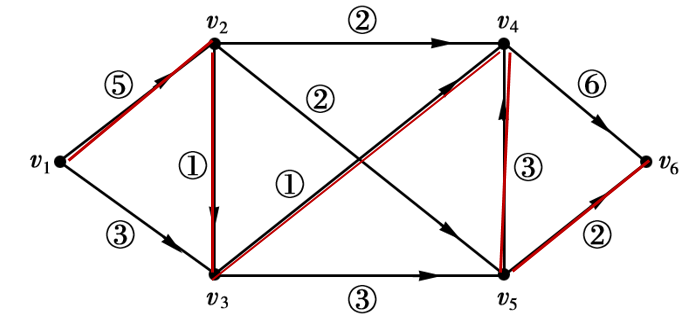 v2 ② v4
⑤ ② ⑥
v1 ① ① ③ v6
③ ②
v3 ③ v5